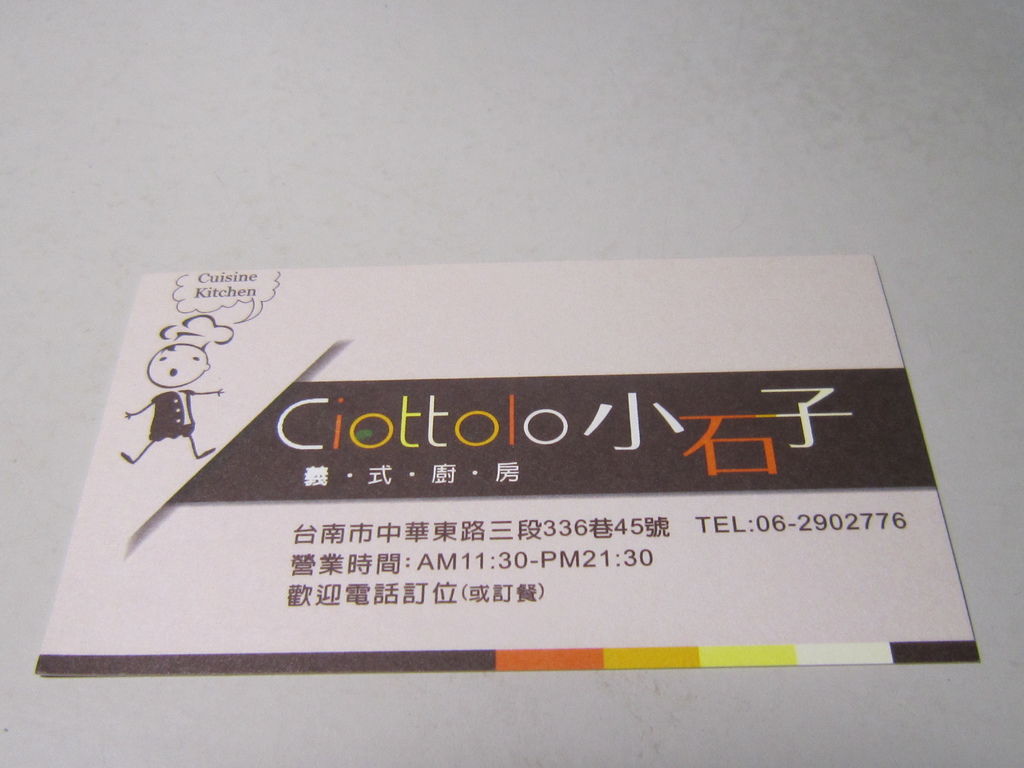 Cuisine
Kitchen
Ciottolo 小石子
義・式・廚・房
台南市中華東路三段336巷45號 TEL:06-2902776
營業時間:AM11:30-PM21:30
歡迎電話訂位(或訂餐)